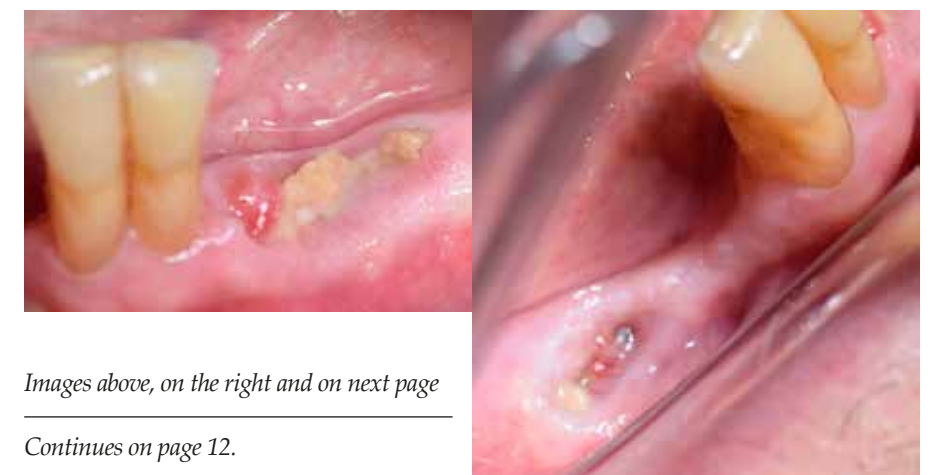 Images above, on the right and on next page
Continues on page 12.